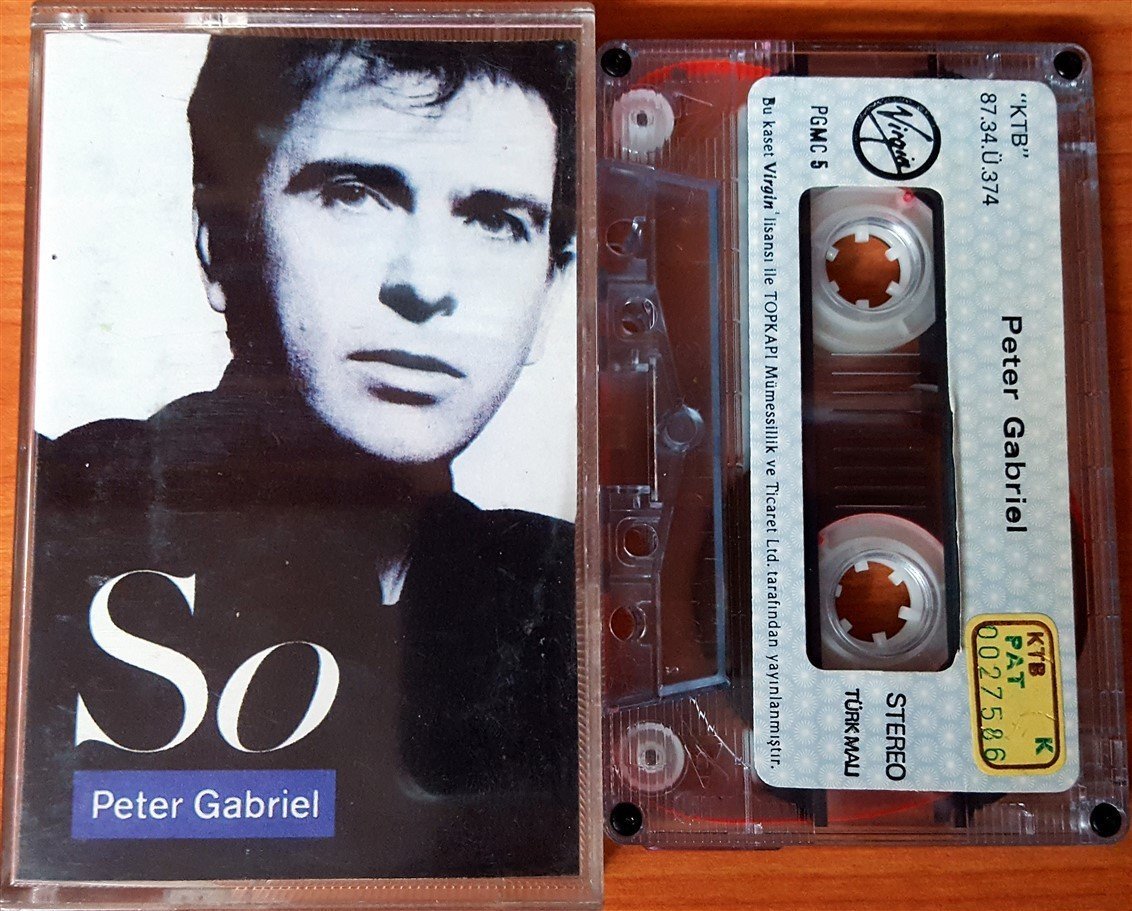 So
Peter Gabriel
"KTB"
87.34.Ü.374
Virgin
PGMC 5
Peter Gabriel
Bu kaset Virgin' lisansı ile TOPKAPI Mümessillik ve Ticaret Ltd. tarafından yayınlanmıştır.
STEREO
TÜRK MALI
KTB K
PAT
0027586